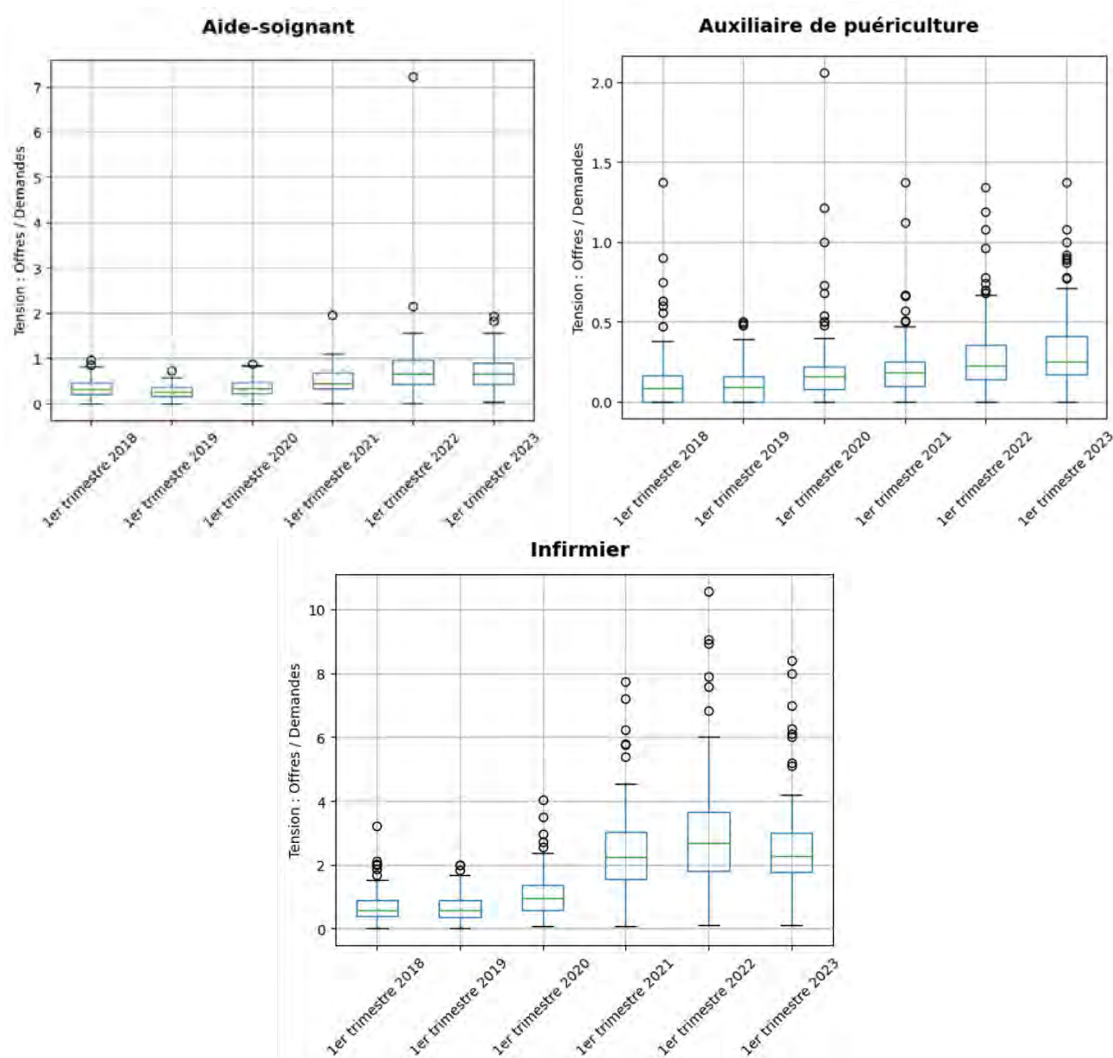 Aide-soignant
Tension : Offres / Demandes
7
6
5
4
3
2
1
0
1er trimestre 2018
1er trimestre 2019
1er trimestre 2020
1er trimestre 2021
1er trimestre 2022
1er trimestre 2023
Auxiliaire de puériculture
Tension : Offres / Demandes
2.0
1.5
1.0
0.5
0.0
1er trimestre 2018
1er trimestre 2019
1er trimestre 2020
1er trimestre 2021
1er trimestre 2022
1er trimestre 2023
Infirmier
Tension : Offres / Demandes
10
8
6
4
2
0
1er trimestre 2018
1er trimestre 2019
1er trimestre 2020
1er trimestre 2021
1er trimestre 2022
1er trimestre 2023